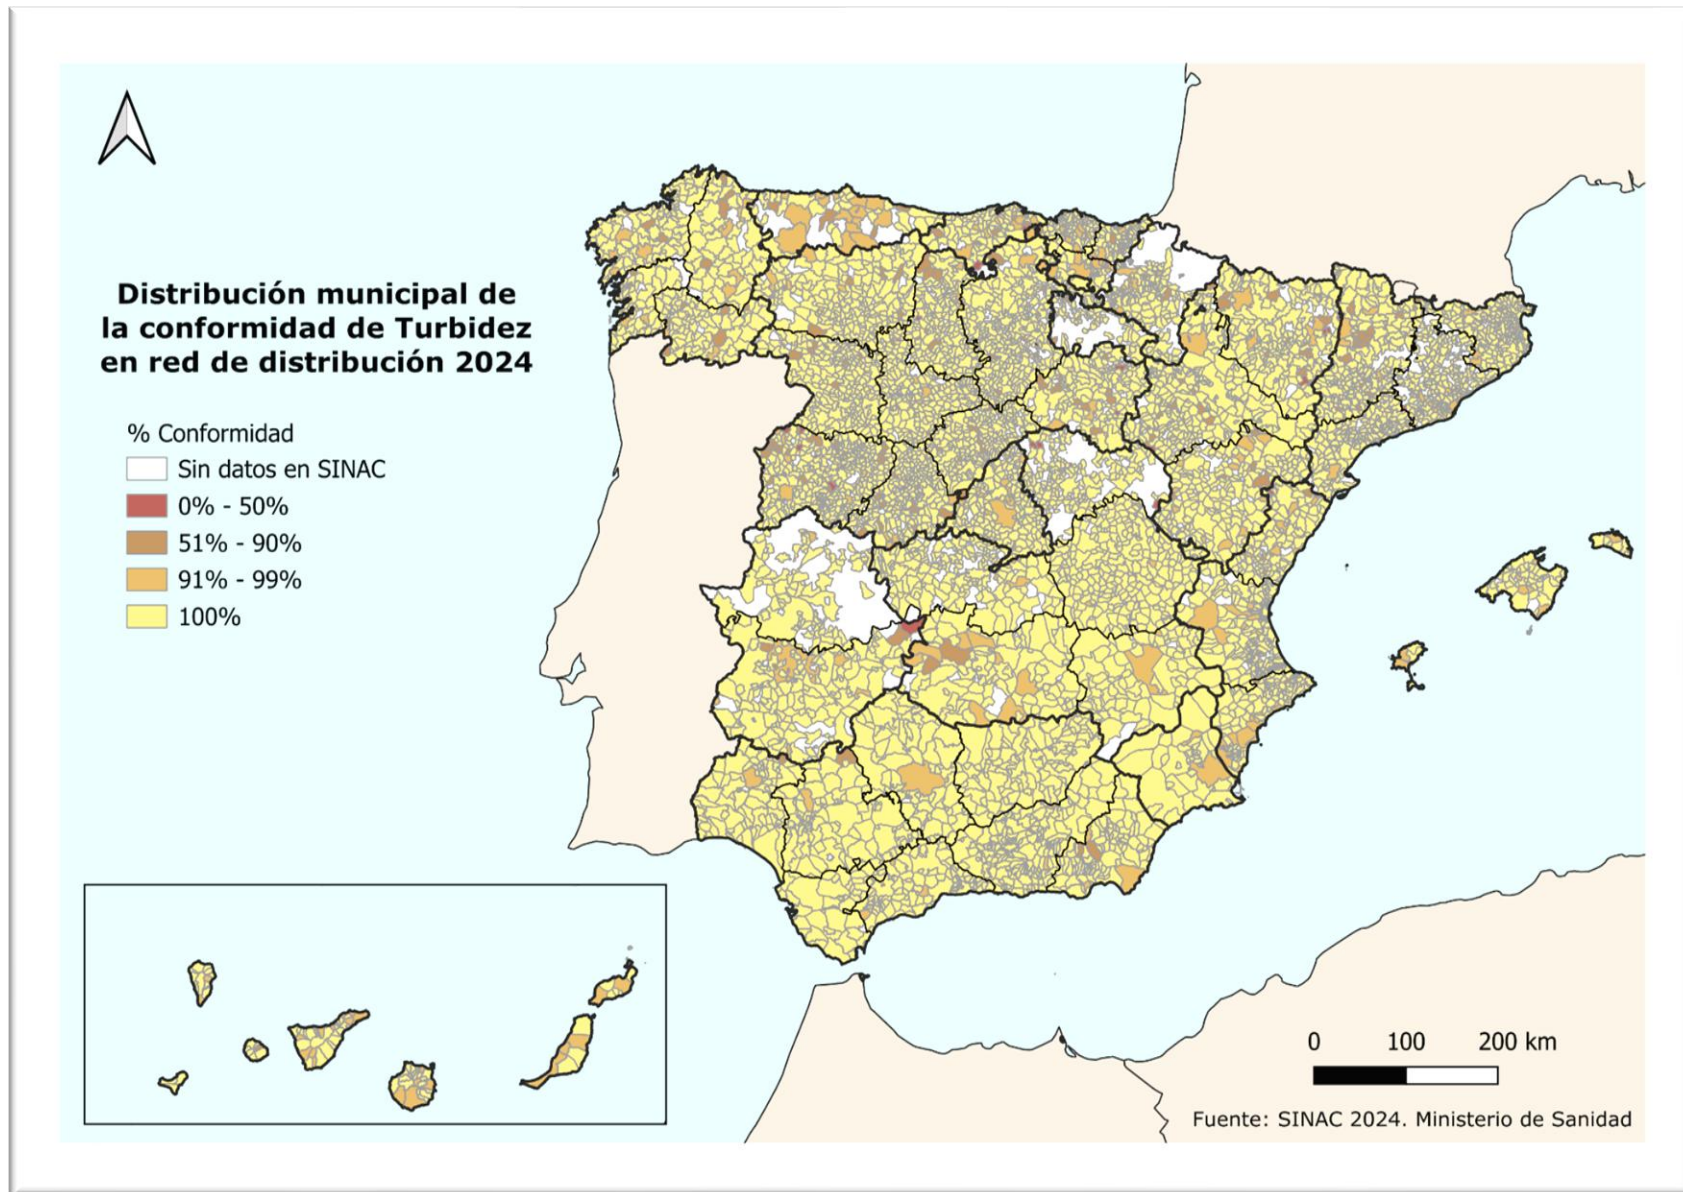 Distribución municipal de
la conformidad de Turbidez
en red de distribución 2024
% Conformidad
Sin datos en SINAC
0% - 50%
51% - 90%
91% - 99%
100%
0 100 200 km
Fuente: SINAC 2024. Ministerio de Sanidad